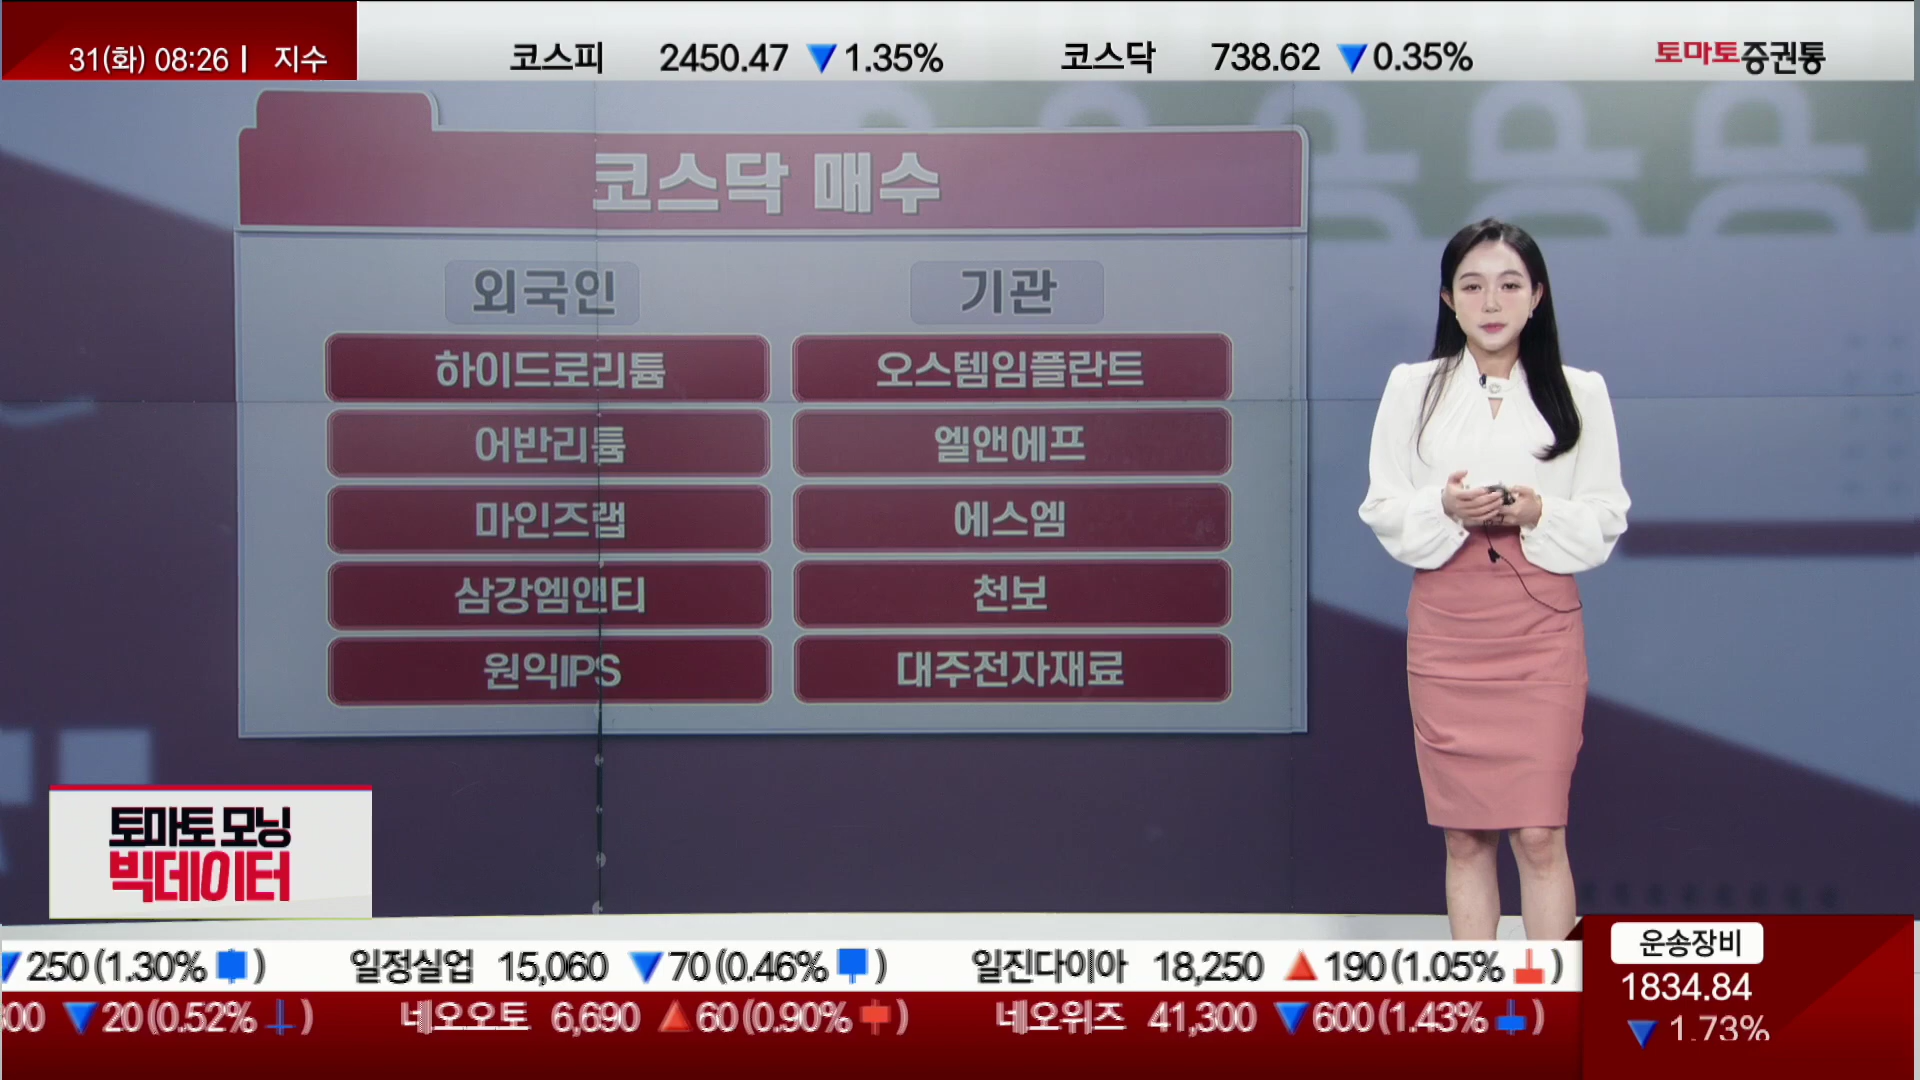 31(화) 08:26 | 지수
코스피 2450.47 ▼1.35% 코스닥 738.62 ▼0.35%
토마토증권통
코스닥 매수
외국인 기관
하이드로리튬 오스템임플란트
어반리튬 엘앤에프
마인즈랩 에스엠
삼강엠앤티 천보
원익IPS 대주전자재료
토마토 모닝
빅데이터
▼250(1.30%) 일정실업 15,060 ▼70(0.46%) 일진다이아 18,250 ▲190(1.05%)
▼20(0.52%) 네오오토 6,690 ▲60(0.90%) 네오위즈 41,300 ▼600(1.43%)
운송장비
1834.84
▼1.73%